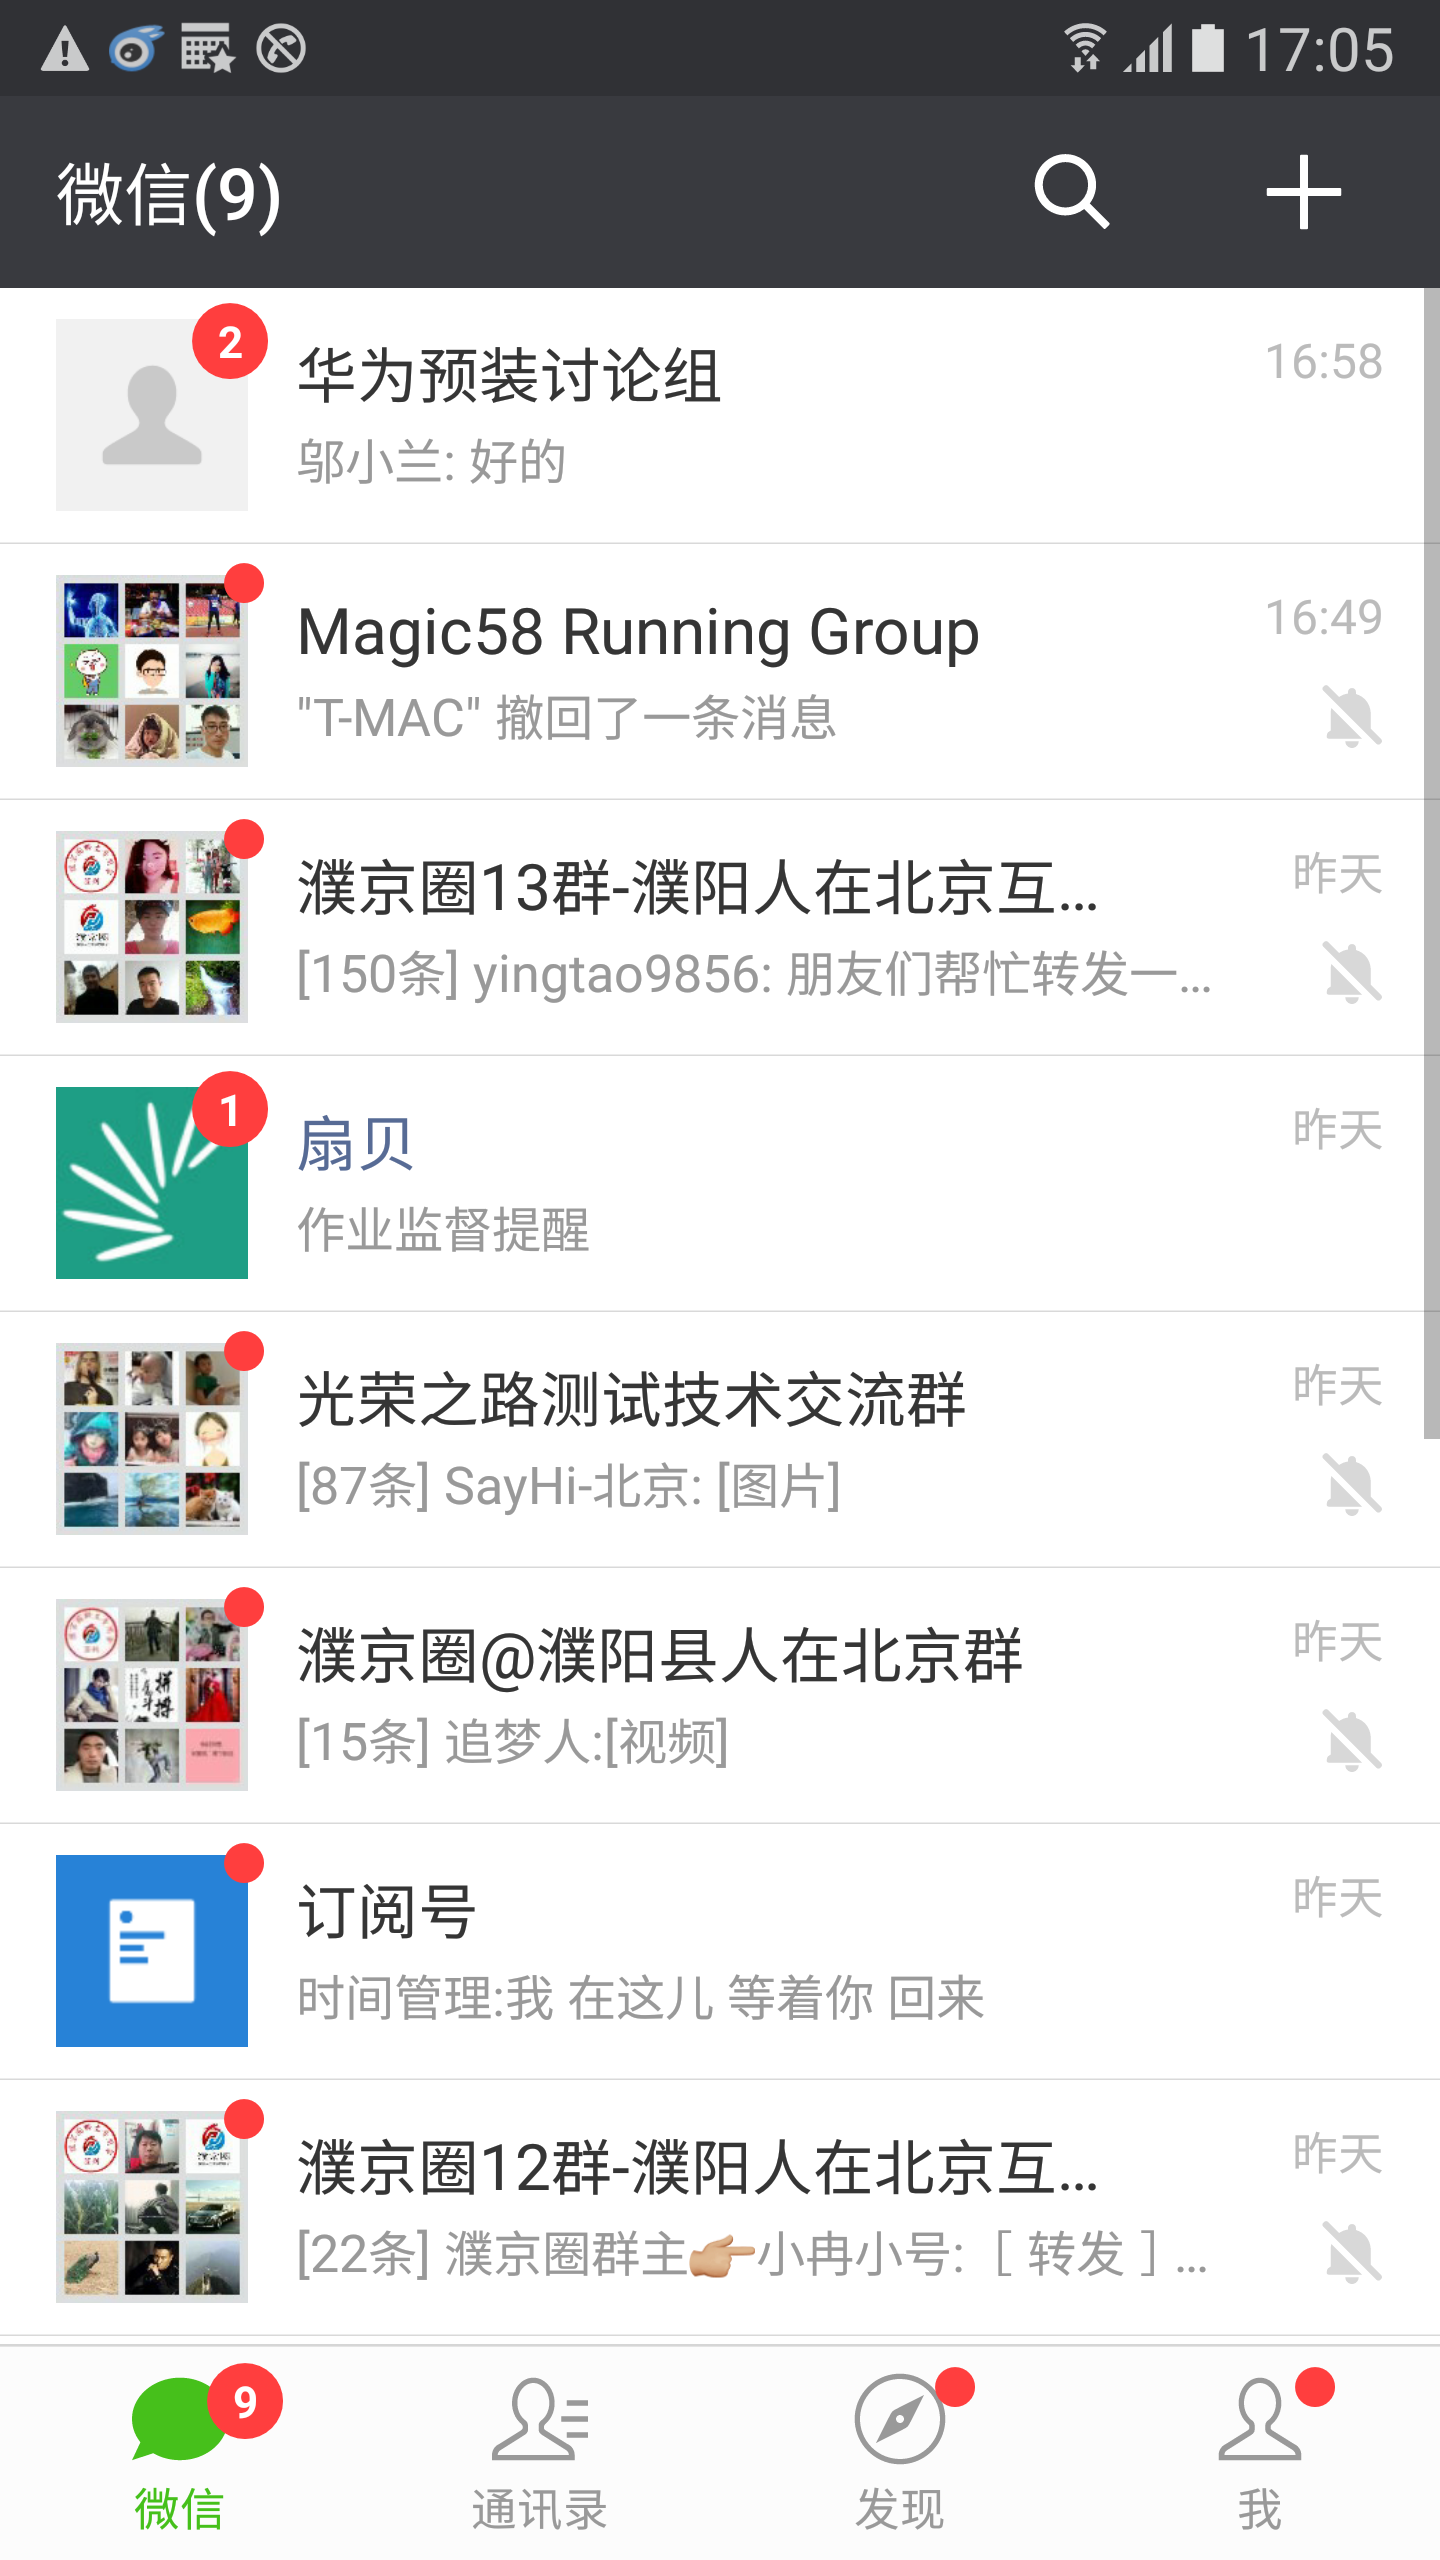 17:05
微信(9)
2
华为预装讨论组
16:58
邬小兰: 好的
Magic58 Running Group
16:49
"T-MAC" 撤回了一条消息
濮京圈13群-濮阳人在北京互...
昨天
[150条] yingtao9856: 朋友们帮忙转发一...
1
扇贝
昨天
作业监督提醒
光荣之路测试技术交流群
昨天
[87条] SayHi-北京: [图片]
濮京圈@濮阳县人在北京群
昨天
[15条] 追梦人:[视频]
订阅号
昨天
时间管理:我 在这儿 等着你 回来
濮京圈12群-濮阳人在北京互...
昨天
[22条] 濮京圈群主👉🏼小冉小号:［ 转发 ］...
9
微信
通讯录
发现
我